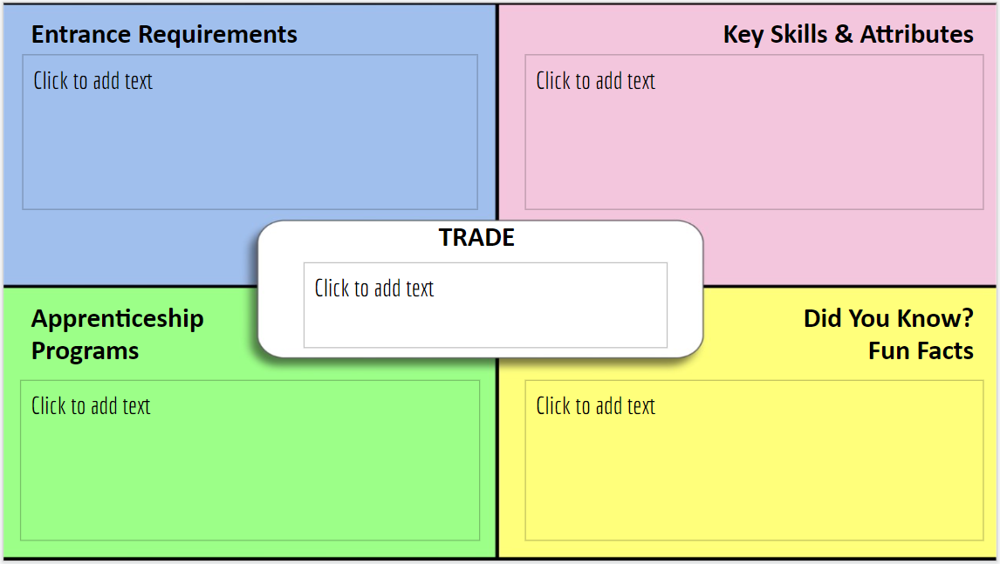 Entrance Requirements
Click to add text
Key Skills & Attributes
Click to add text
TRADE
Click to add text
Apprenticeship
Programs
Click to add text
Did You Know?
Fun Facts
Click to add text